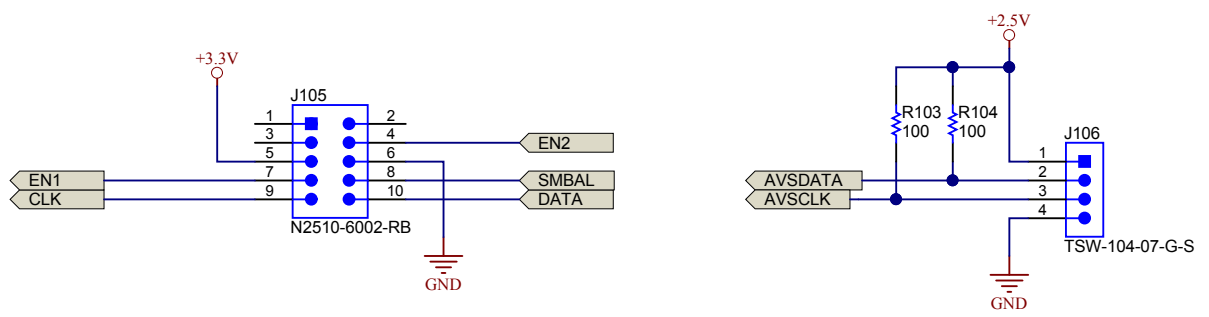 +3.3V
J105
1 2
3 4
5 6
7 8
9 10
EN1
CLK
EN2
SMBAL
DATA
N2510-6002-RB
GND
+2.5V
R103
100
R104
100
J106
1
2
3
4
AVSDATA
AVSCLK
TSW-104-07-G-S
GND